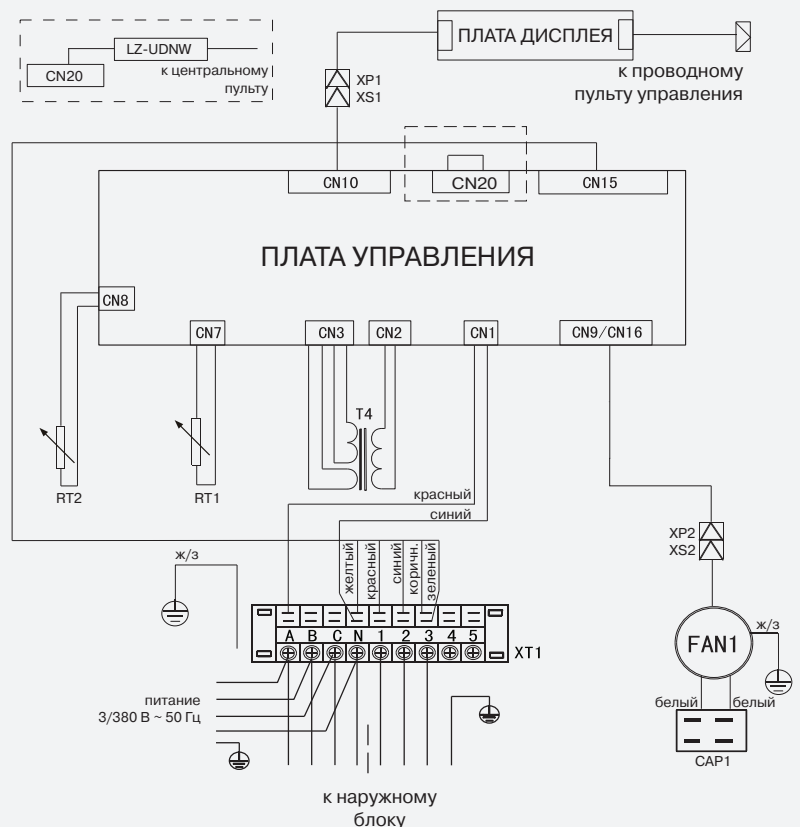 LZ-UDNW
CN20
к центральному
пульту
ПЛАТА ДИСПЛЕЯ
к проводному
пульту управления
XP1
XS1
CN10
CN20
CN15
ПЛАТА УПРАВЛЕНИЯ
CN8
CN7
CN3
CN2
CN1
CN9/CN16
T4
RT2
RT1
красный
синий
желтый
красный
синий
коричн.
зеленый
ж/з
XP2
XS2
A B C N 1 2 3 4 5
XT1
FAN1
ж/з
питание
3/380 В ~ 50 Гц
белый
белый
CAP1
к наружному
блоку